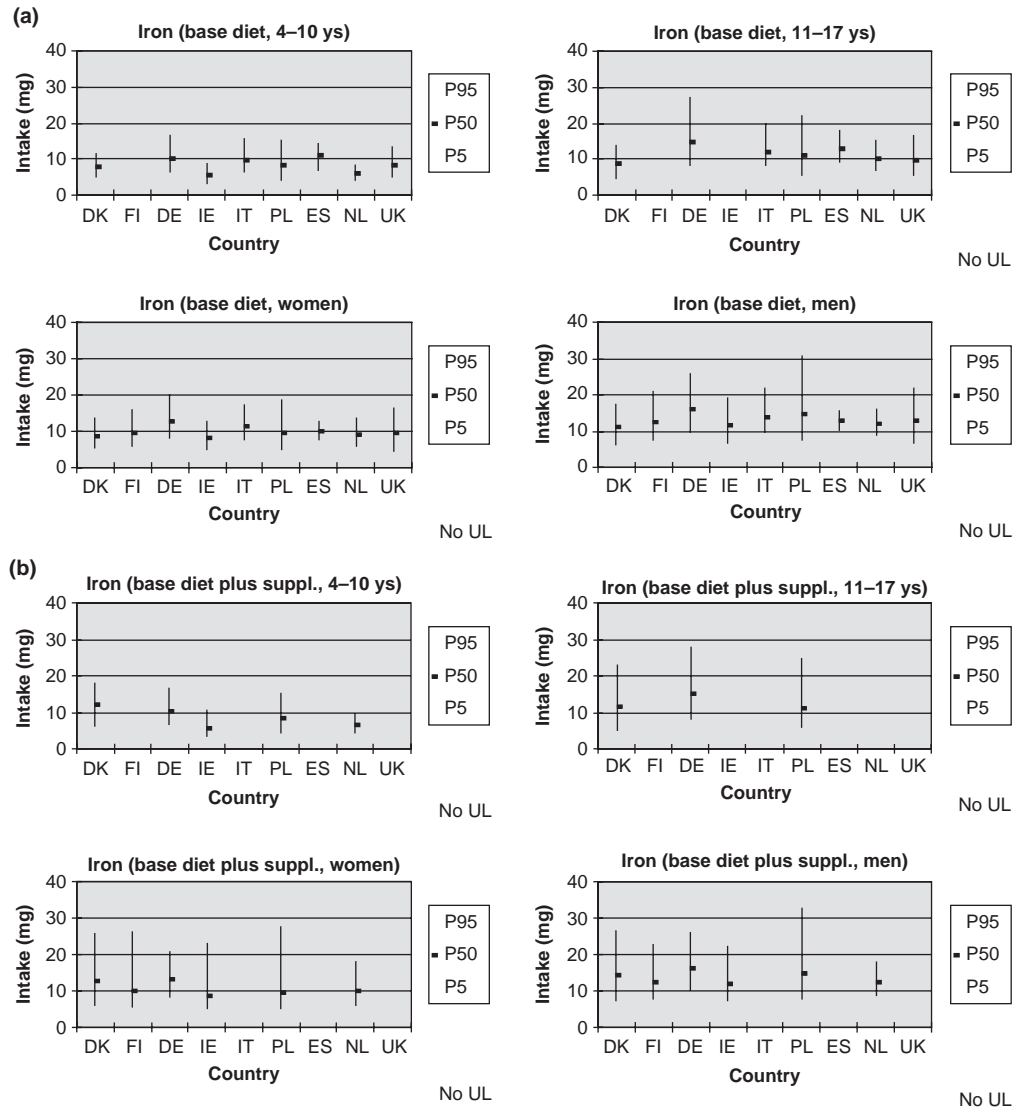 (a)
Iron (base diet, 4–10 ys)
Intake (mg)
40
30
20
10
0
DK FI DE IE IT PL ES NL UK
Country
P95
P50
P5
Iron (base diet, 11–17 ys)
Intake (mg)
40
30
20
10
0
DK FI DE IE IT PL ES NL UK
Country
P95
P50
P5
No UL
Iron (base diet, women)
Intake (mg)
40
30
20
10
0
DK FI DE IE IT PL ES NL UK
Country
P95
P50
P5
No UL
Iron (base diet, men)
Intake (mg)
40
30
20
10
0
DK FI DE IE IT PL ES NL UK
Country
P95
P50
P5
No UL
(b)
Iron (base diet plus suppl., 4–10 ys)
Intake (mg)
40
30
20
10
0
DK FI DE IE IT PL ES NL UK
Country
P95
P50
P5
No UL
Iron (base diet plus suppl., 11–17 ys)
Intake (mg)
40
30
20
10
0
DK FI DE IE IT PL ES NL UK
Country
P95
P50
P5
No UL
Iron (base diet plus suppl., women)
Intake (mg)
40
30
20
10
0
DK FI DE IE IT PL ES NL UK
Country
P95
P50
P5
No UL
Iron (base diet plus suppl., men)
Intake (mg)
40
30
20
10
0
DK FI DE IE IT PL ES NL UK
Country
P95
P50
P5
No UL